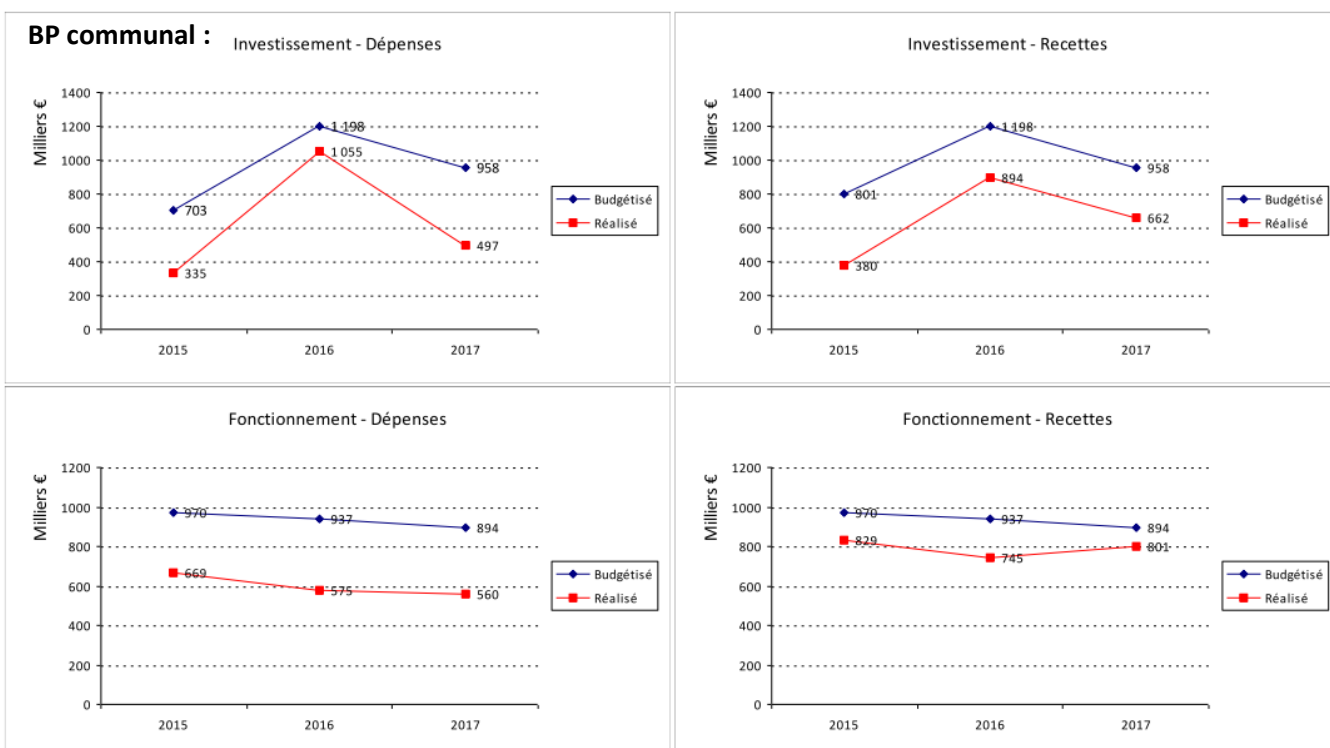 BP communal :
Investissement - Dépenses
Milliers €
1400
1200
1000
800
600
400
200
0
1 198
1 055
958
703
497
335
2015 2016 2017
Budgétisé
Réalisé
Investissement - Recettes
Milliers €
1400
1200
1000
800
600
400
200
0
1 198
958
894
801
662
380
2015 2016 2017
Budgétisé
Réalisé
Fonctionnement - Dépenses
Milliers €
1200
1000
800
600
400
200
0
970 937 894
669 575 560
2015 2016 2017
Budgétisé
Réalisé
Fonctionnement - Recettes
Milliers €
1200
1000
800
600
400
200
0
970 937 894
829 745 801
2015 2016 2017
Budgétisé
Réalisé